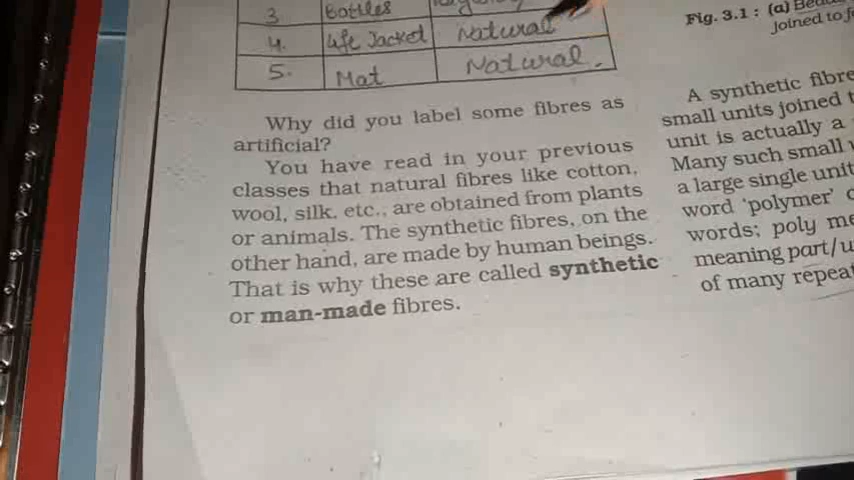 3 Bottles
4. Life Jacket Natural
5. Mat Natural.
Why did you label some fibres as
artificial?
You have read in your previous
classes that natural fibres like cotton,
wool, silk, etc., are obtained from plants
or animals. The synthetic fibres, on the
other hand, are made by human beings.
That is why these are called synthetic
or man-made fibres.
Fig. 3.1 : (a)
joined to
A synthetic fibre
small units joined
unit is actually a
Many such small
a large single unit
word 'polymer'
words; poly
meaning part/
of many